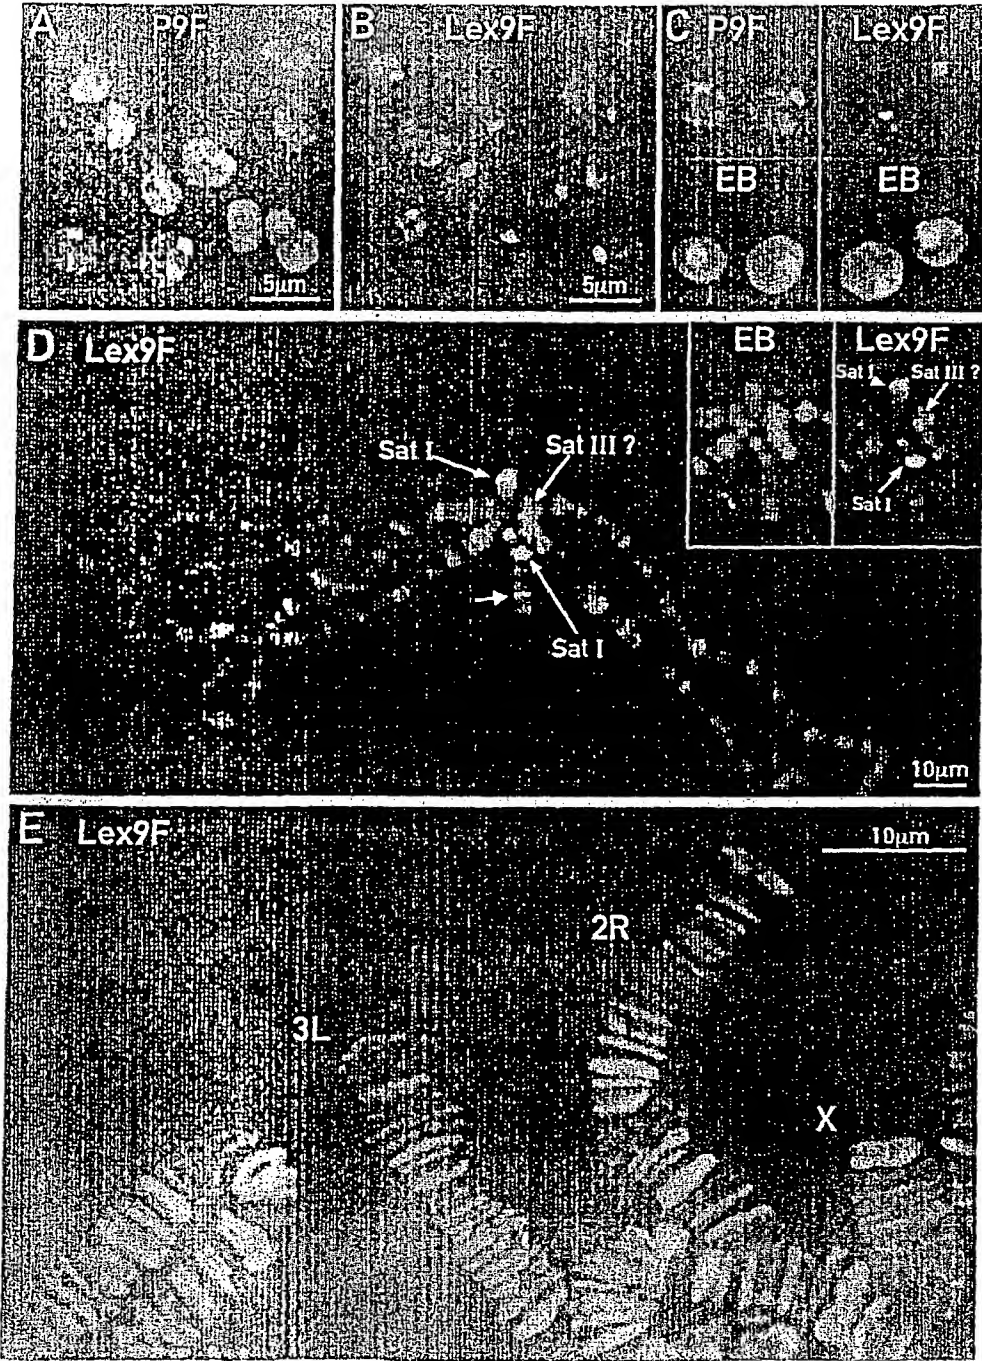 A P9F
5μm
B Lex9F
5μm
C P9F
Lex9F
EB
EB
D Lex9F
Sat I
Sat III ?
Sat I
10μm
EB
Lex9F
Sat I
Sat III ?
Sat I
E Lex9F
10μm
2R
3L
X